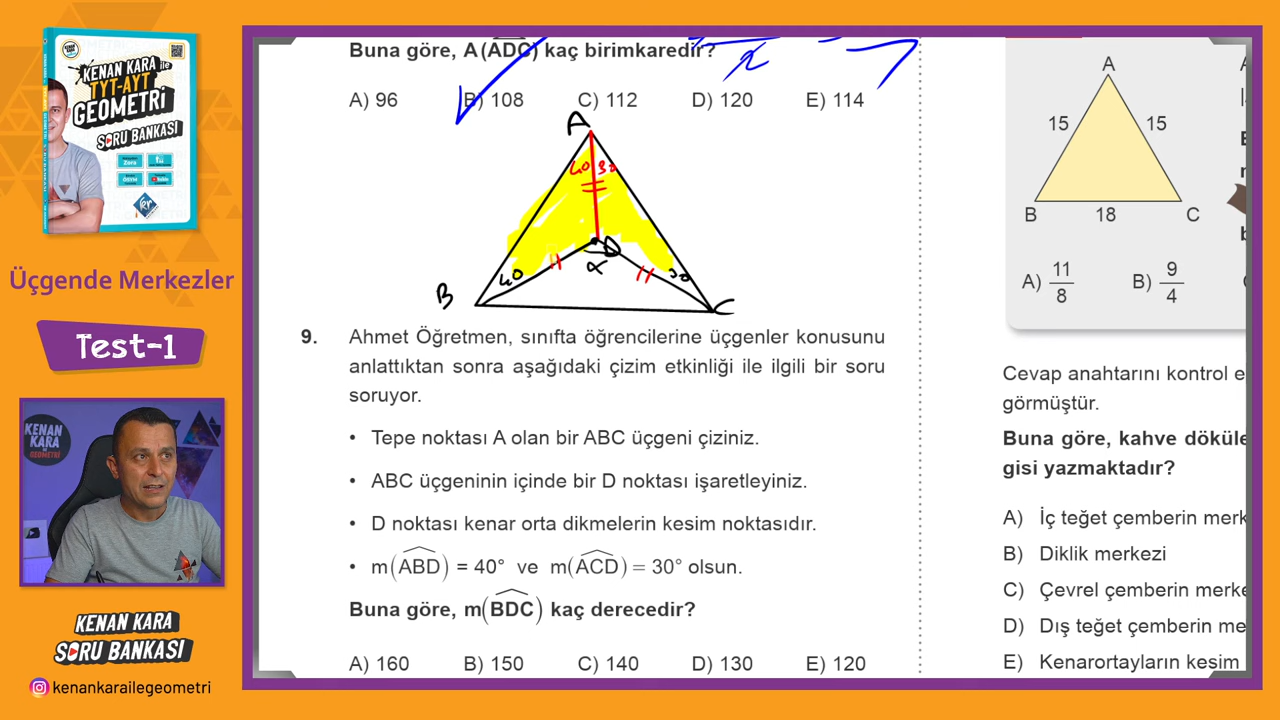 KENAN KARA ile
TYT-AYT
GEOMETRİ
SORU BANKASI
Üçgende Merkezler
Test-1
KENAN KARA
SORU BANKASI
kenankarailegeometri
Buna göre, A(ADC) kaç birimkaredir?
A) 96 B) 108 C) 112 D) 120 E) 114
A
40 30
D
40 α 30
B C
9. Ahmet Öğretmen, sınıfta öğrencilerine üçgenler konusunu
anlattıktan sonra aşağıdaki çizim etkinliği ile ilgili bir soru
soruyor.
• Tepe noktası A olan bir ABC üçgeni çiziniz.
• ABC üçgeninin içinde bir D noktası işaretleyiniz.
• D noktası kenar orta dikmelerin kesim noktasıdır.
• m(ABD) = 40° ve m(ACD) = 30° olsun.
Buna göre, m(BDC) kaç derecedir?
A) 160 B) 150 C) 140 D) 130 E) 120
A
15 15
B 18 C
A) 11/8 B) 9/4
Cevap anahtarını kontrol e
görmüştür.
Buna göre, kahve döküle
gisi yazmaktadır?
A) İç teğet çemberin merk
B) Diklik merkezi
C) Çevrel çemberin merke
D) Dış teğet çemberin me
E) Kenarortayların kesim